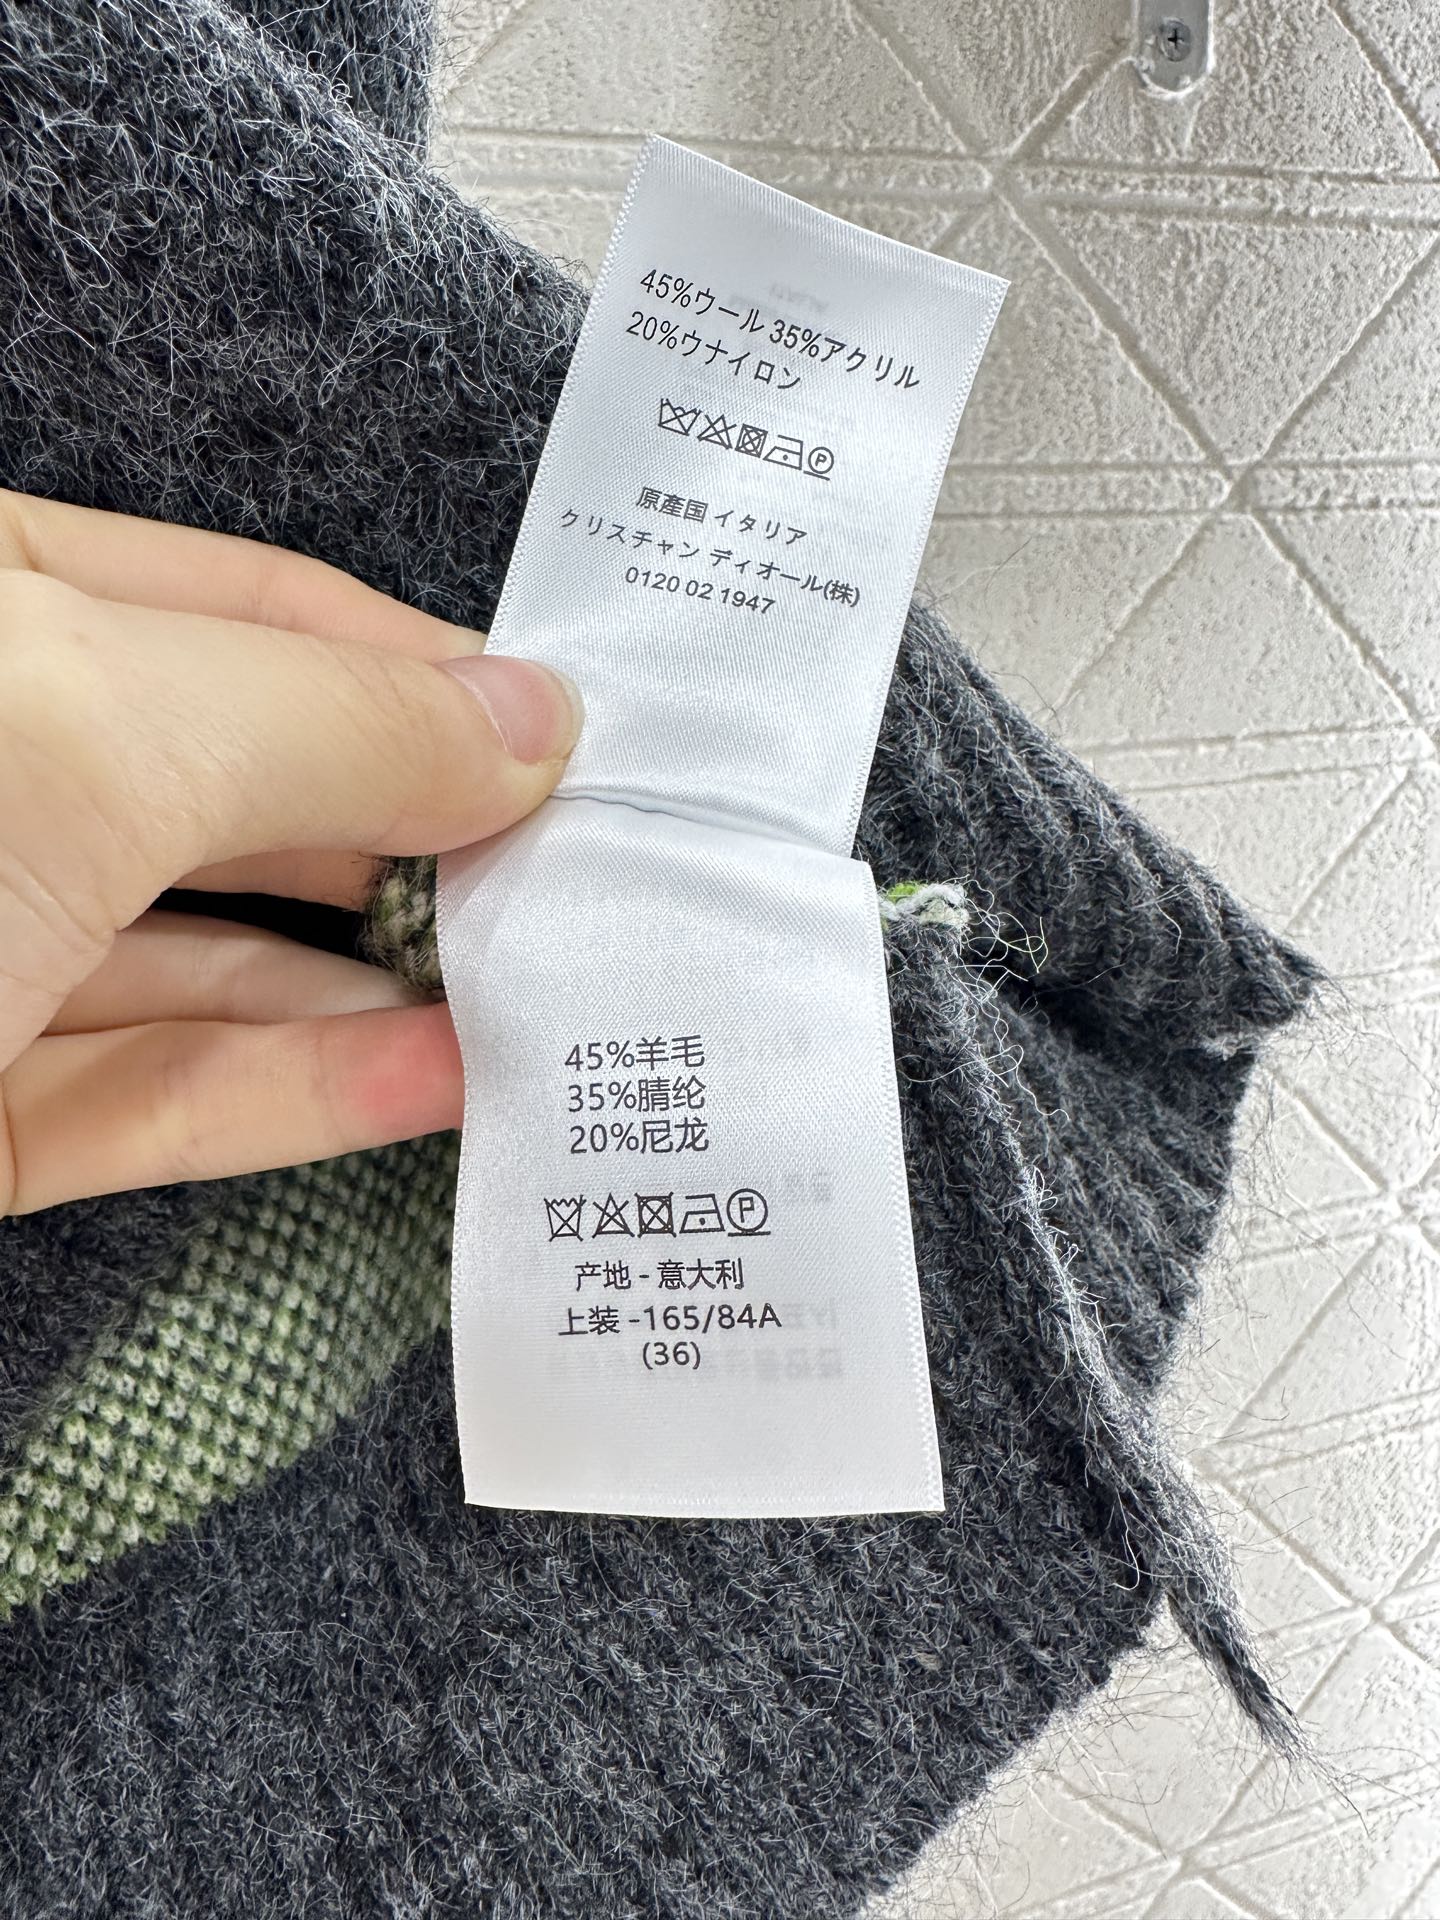 45%ウール 35%アクリル
20%ウナイロン
P
原產国 イタリア
クリスチャン ディオール(株)
0120 02 1947
45%羊毛
35%腈纶
20%尼龙
P
产地 - 意大利
上装 -165/84A
(36)